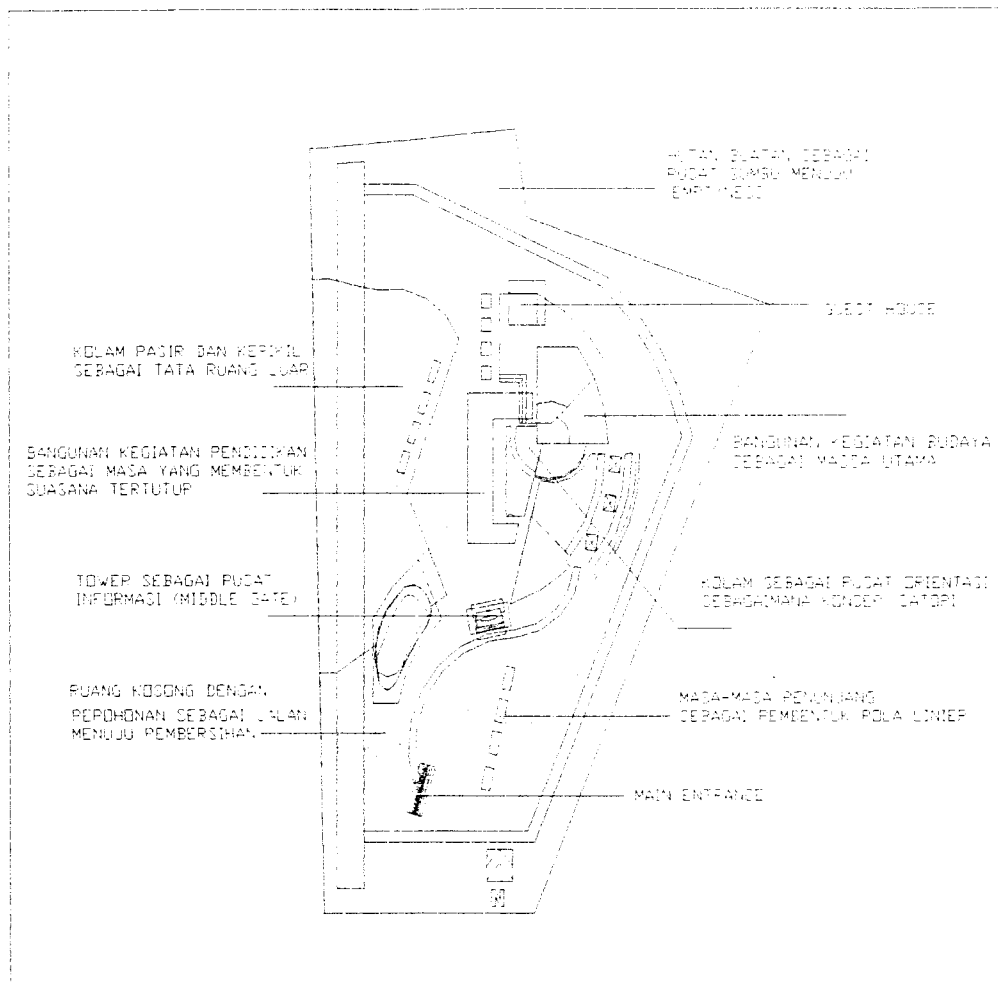 HUTAN BUATAN SEBAGAI
PUSAT SUMBU MENUJU
EMPTYNESS
GUEST HOUSE
KOLAM PASIR DAN KERIKIL
SEBAGAI TATA RUANG LUAR
BANGUNAN KEGIATAN BUDAYA
SEBAGAI MASSA UTAMA
BANGUNAN KEGIATAN PENDIDIKAN
SEBAGAI MASA YANG MEMBENTUK
SUASANA TERTUTUP
TOWER SEBAGAI PUSAT
INFORMASI (MIDDLE GATE)
KOLAM SEBAGAI PUSAT ORIENTASI
SEBAGAIMANA KONSEP SATORI
RUANG KOSONG DENGAN
PEPOHONAN SEBAGAI JALAN
MENUJU PEMBERSIHAN
MASA-MASA PENUNJANG
SEBAGAI PEMBENTUK POLA LINIER
MAIN ENTRANCE